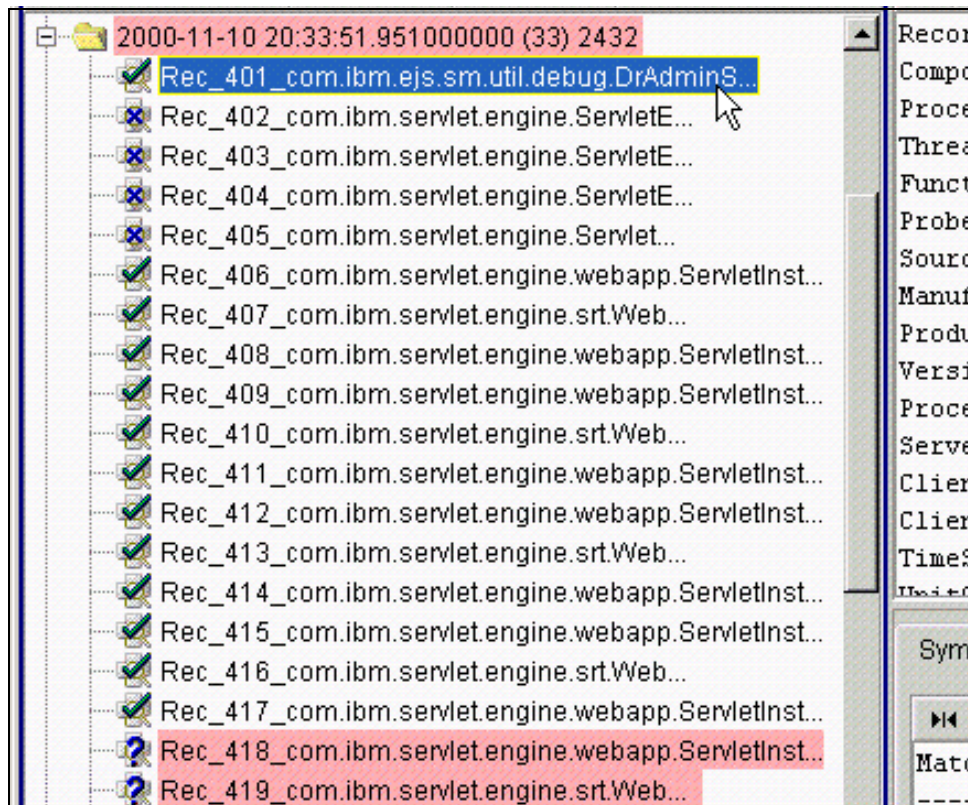 2000-11-10 20:33:51.951000000 (33) 2432
Rec_401_com.ibm.ejs.sm.util.debug.DrAdminS...
Rec_402_com.ibm.servlet.engine.ServletE...
Rec_403_com.ibm.servlet.engine.ServletE...
Rec_404_com.ibm.servlet.engine.ServletE...
Rec_405_com.ibm.servlet.engine.Servlet...
Rec_406_com.ibm.servlet.engine.webapp.ServletInst...
Rec_407_com.ibm.servlet.engine.srt.Web...
Rec_408_com.ibm.servlet.engine.webapp.ServletInst...
Rec_409_com.ibm.servlet.engine.webapp.ServletInst...
Rec_410_com.ibm.servlet.engine.srt.Web...
Rec_411_com.ibm.servlet.engine.webapp.ServletInst...
Rec_412_com.ibm.servlet.engine.webapp.ServletInst...
Rec_413_com.ibm.servlet.engine.srt.Web...
Rec_414_com.ibm.servlet.engine.webapp.ServletInst...
Rec_415_com.ibm.servlet.engine.webapp.ServletInst...
Rec_416_com.ibm.servlet.engine.srt.Web...
Rec_417_com.ibm.servlet.engine.webapp.ServletInst...
Rec_418_com.ibm.servlet.engine.webapp.ServletInst...
Rec_419_com.ibm.servlet.engine.srt.Web...
Recor
Compo
Proce
Threa
Funct
Probe
Sourc
Manuf
Produ
Versi
Proce
Serve
Clien
Clien
TimeS
Sym
Matc
----